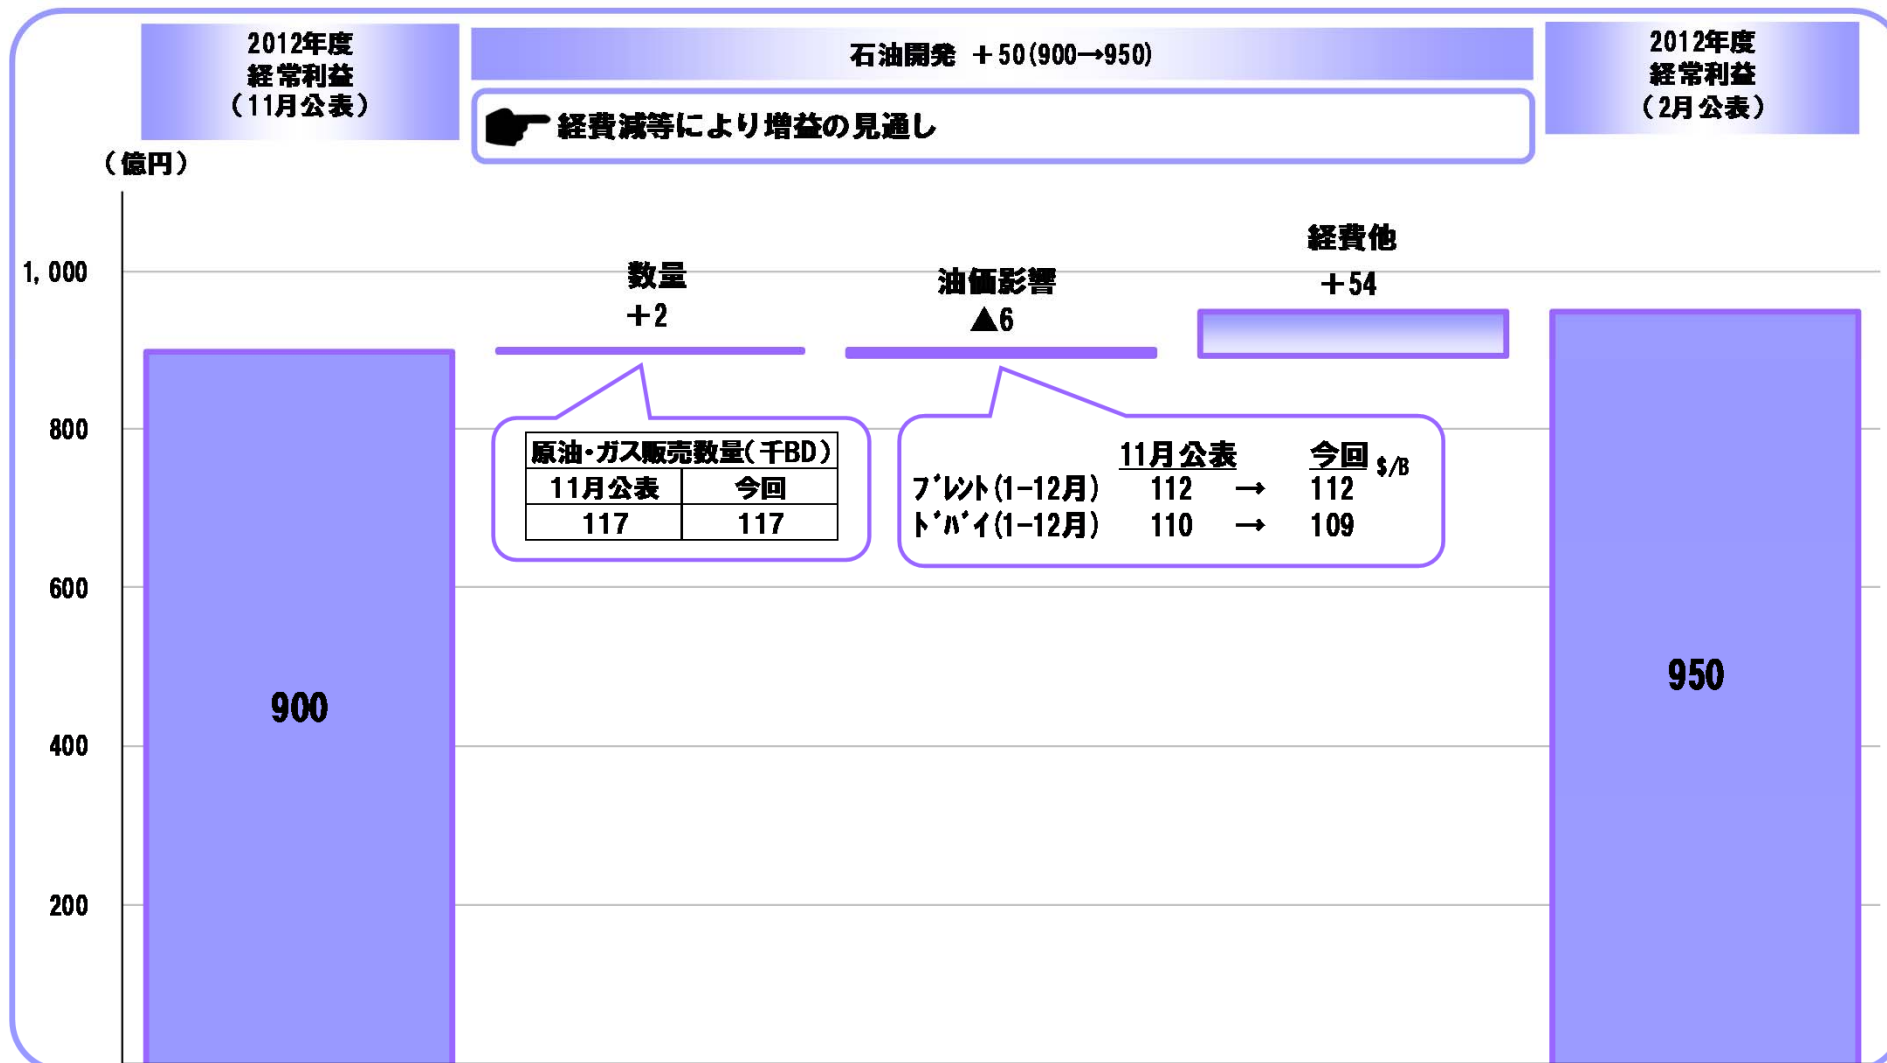 2012年度
経常利益
（11月公表）
石油開発 ＋50(900→950)
経費減等により増益の見通し
2012年度
経常利益
（2月公表）
（億円）
1,000
800
600
400
200
数量
＋2
油価影響
▲6
経費他
＋54
原油・ガス販売数量(千BD)
11月公表 今回
117 117
11月公表 今回 $/B
ﾌﾞﾚﾝﾄ(1-12月) 112 → 112
ﾄﾞﾊﾞｲ(1-12月) 110 → 109
900
950